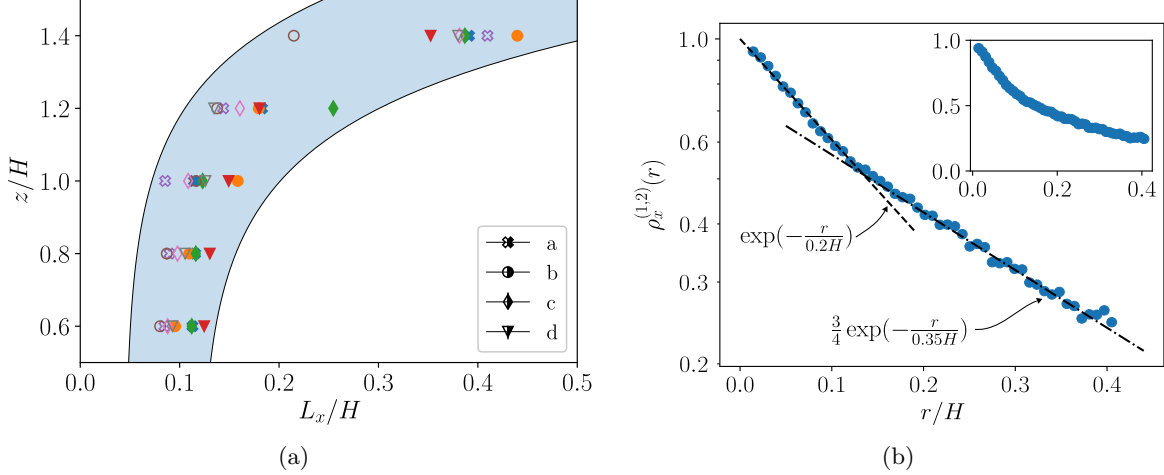 1.4
1.2
1.0
0.8
0.6
z/H
0.0 0.1 0.2 0.3 0.4 0.5
L_x/H
a
b
c
d
(a)
1.0
0.6
0.3
0.2
ρ_x^{(1,2)}(r)
0.0 0.1 0.2 0.3 0.4
r/H
exp(−r/0.2H)
3/4 exp(−r/0.35H)
1.0
0.5
0.0
0.0 0.2 0.4
(b)